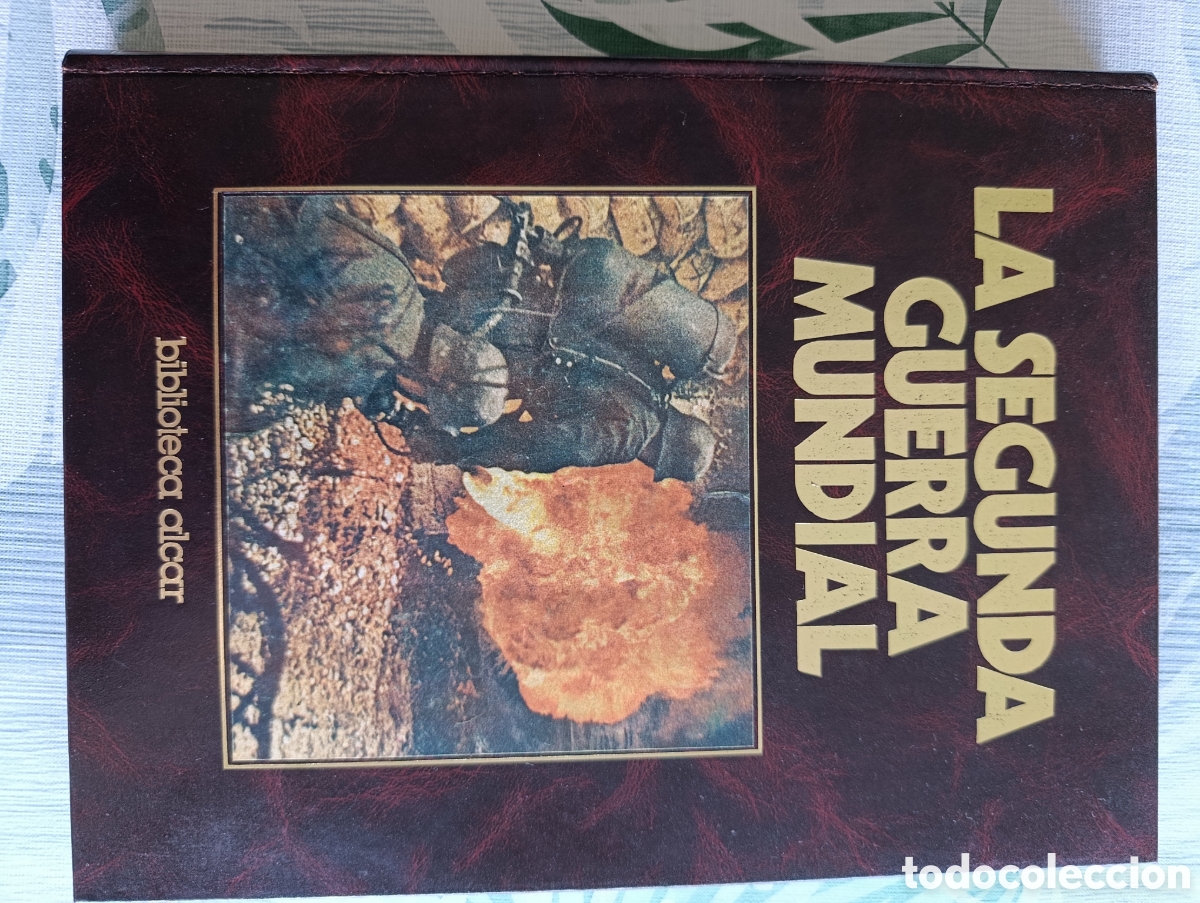 LA SEGUNDA
GUERRA
MUNDIAL
biblioteca alcar
todocoleccion